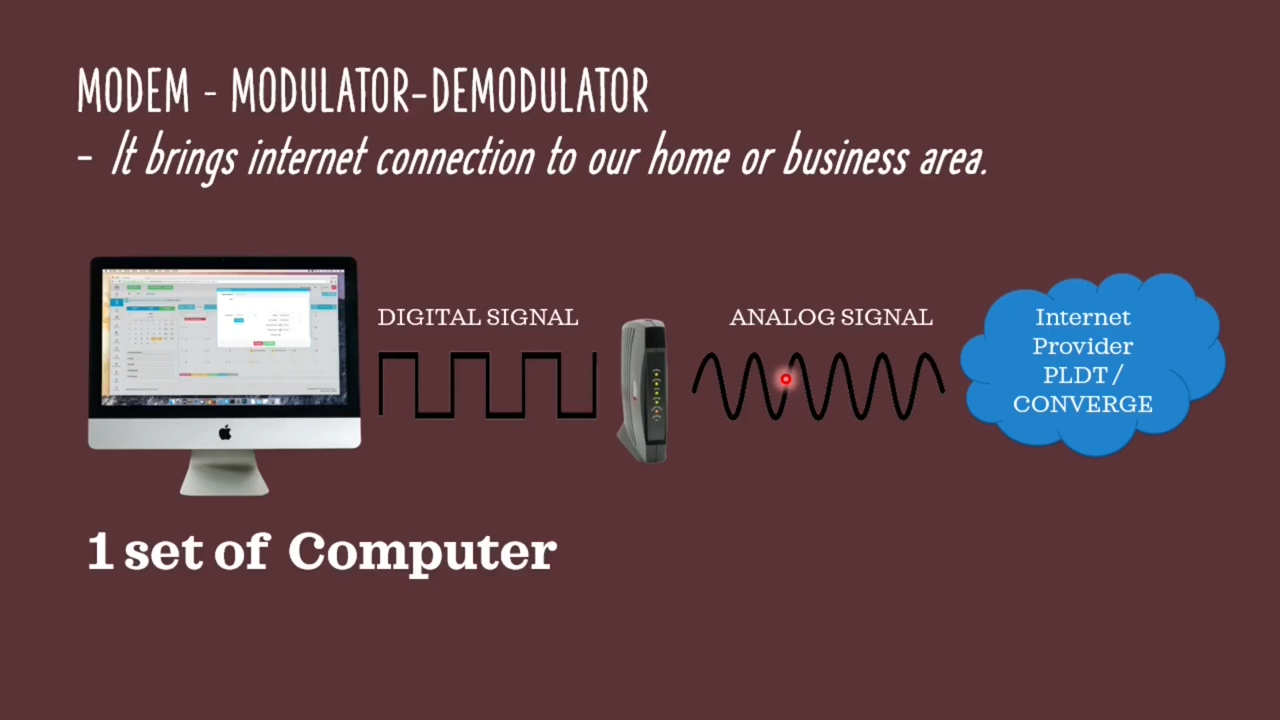 MODEM - MODULATOR-DEMODULATOR
- It brings internet connection to our home or business area.
DIGITAL SIGNAL
ANALOG SIGNAL
Internet
Provider
PLDT /
CONVERGE
1 set of Computer